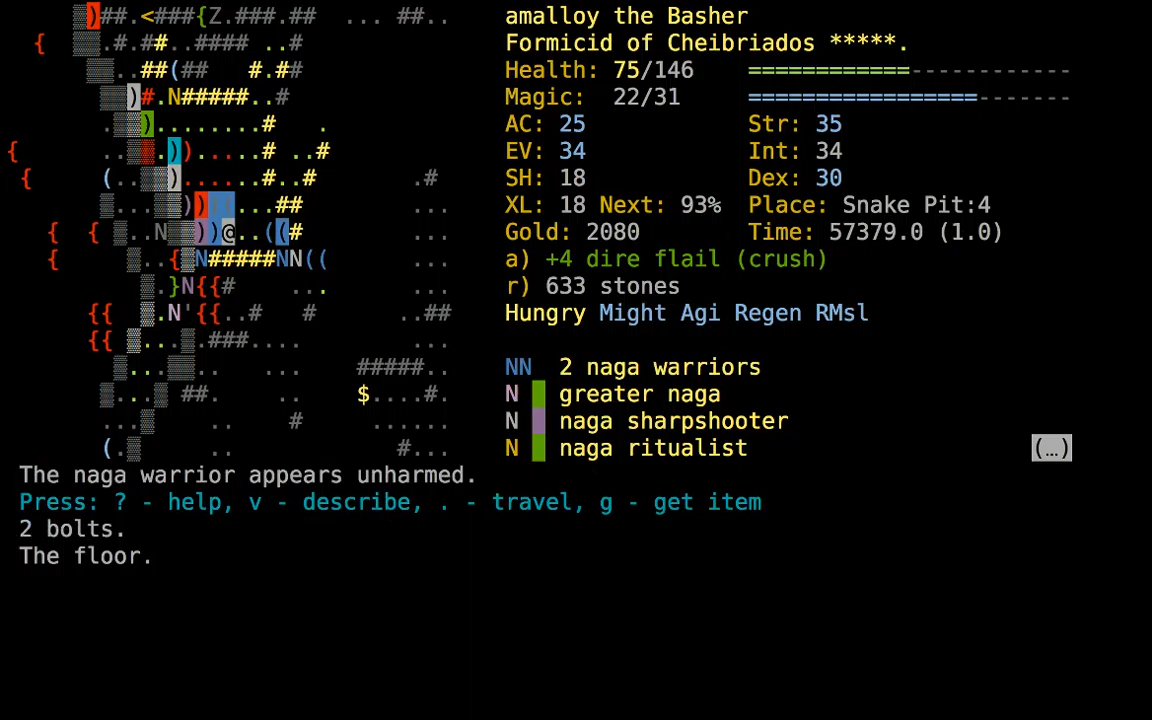 amalloy the Basher
Formicid of Cheibriados *****.
Health: 75/146
Magic: 22/31
AC: 25 Str: 35
EV: 34 Int: 34
SH: 18 Dex: 30
XL: 18 Next: 93% Place: Snake Pit:4
Gold: 2080 Time: 57379.0 (1.0)
a) +4 dire flail (crush)
r) 633 stones
Hungry Might Agi Regen RMsl
NN 2 naga warriors
N greater naga
N naga sharpshooter
N naga ritualist (…)
The naga warrior appears unharmed.
Press: ? - help, v - describe, . - travel, g - get item
2 bolts.
The floor.